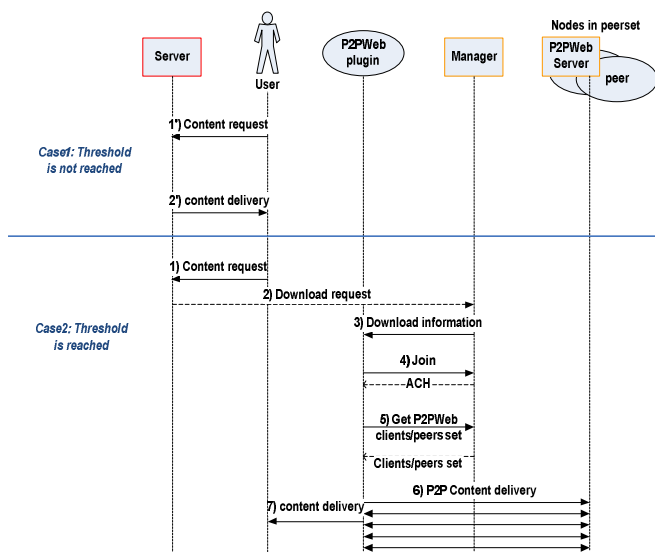 Nodes in peerset
Server
User
P2PWeb
plugin
Manager
P2PWeb
Server
peer
1') Content request
Case1: Threshold
is not reached
2') content delivery
1) Content request
2) Download request
Case2: Threshold
is reached
3) Download information
4) Join
ACH
5) Get P2PWeb
clients/peers set
Clients/peers set
6) P2P Content delivery
7) content delivery